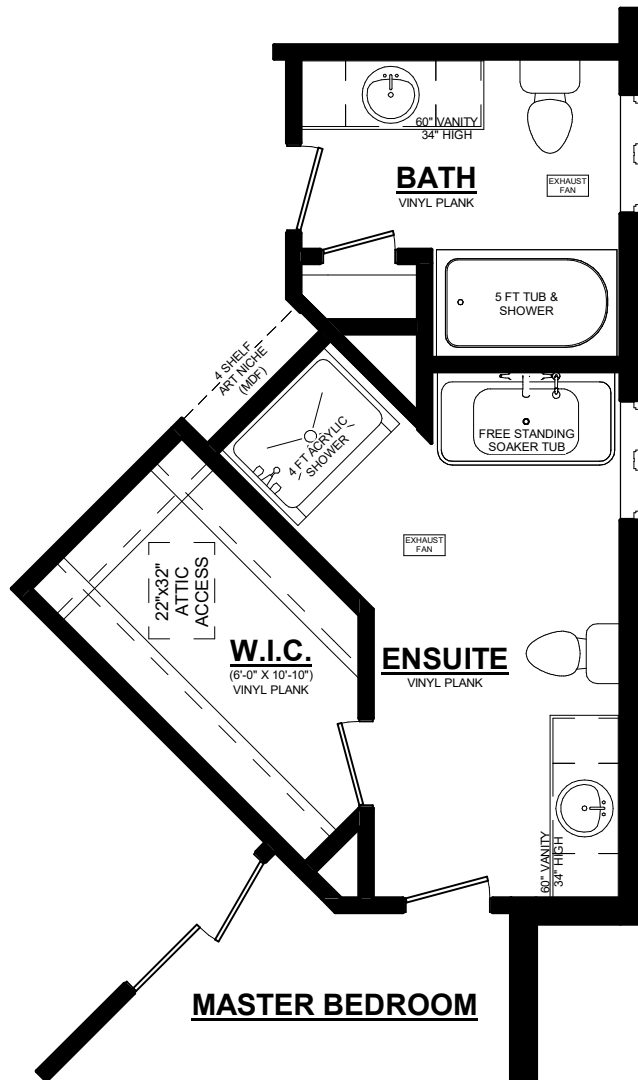 60" VANITY
34" HIGH
BATH
VINYL PLANK
EXHAUST
FAN
5 FT TUB &
SHOWER
4 SHELF
ART NICHE
(MDF)
4 FT ACRYLIC
SHOWER
FREE STANDING
SOAKER TUB
EXHAUST
FAN
22"x32"
ATTIC
ACCESS
W.I.C.
(6'-0" X 10'-10")
VINYL PLANK
ENSUITE
VINYL PLANK
60" VANITY
34" HIGH
MASTER BEDROOM